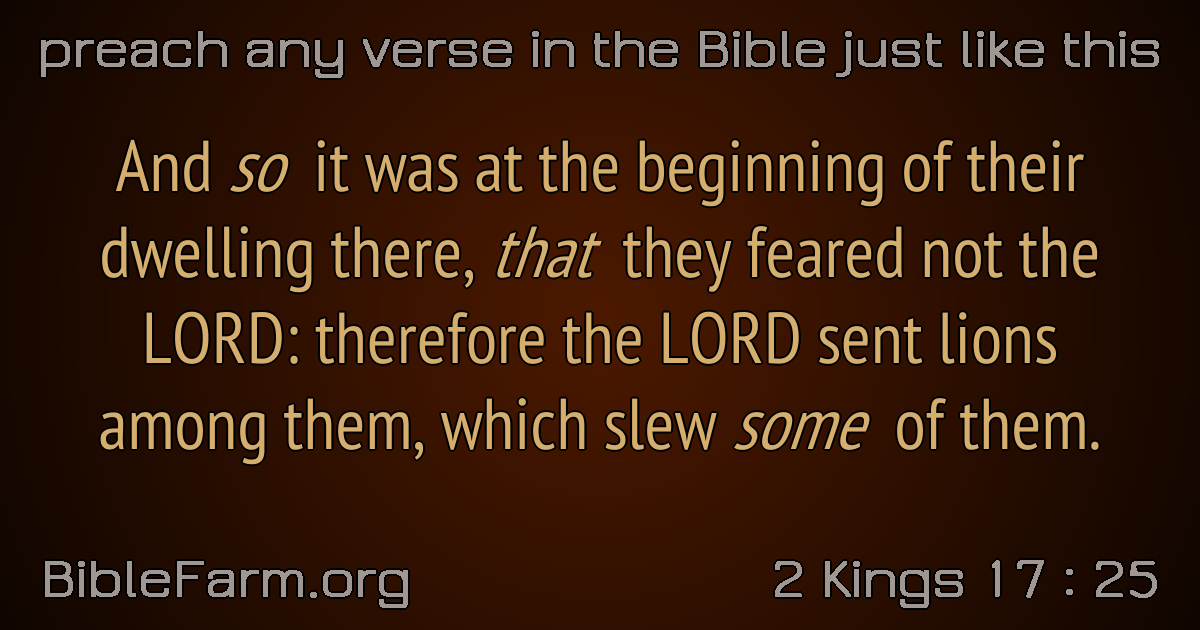 preach any verse in the Bible just like this
And so it was at the beginning of their
dwelling there, that they feared not the
LORD: therefore the LORD sent lions
among them, which slew some of them.
BibleFarm.org
2 Kings 17 : 25